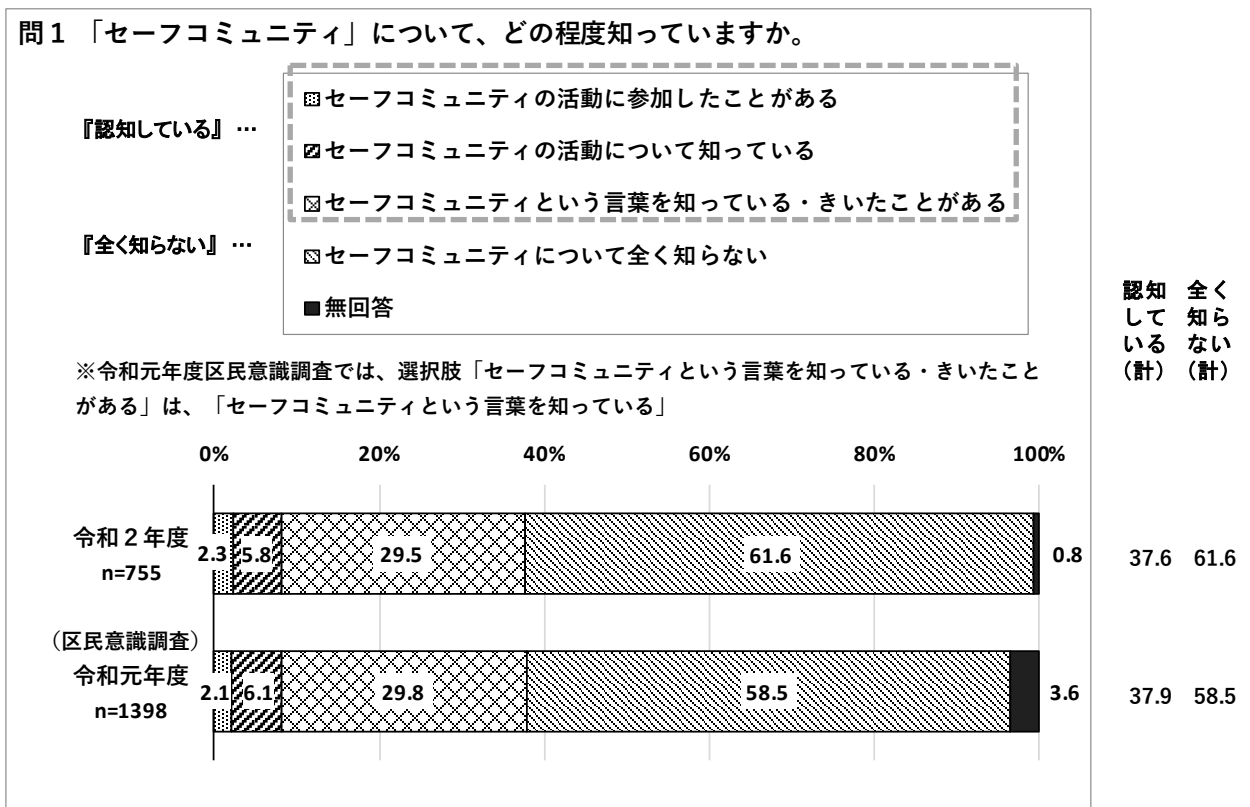 問1 「セーフコミュニティ」について、どの程度知っていますか。
『認知している』…
セーフコミュニティの活動に参加したことがある
セーフコミュニティの活動について知っている
セーフコミュニティという言葉を知っている・きいたことがある
『全く知らない』…
セーフコミュニティについて全く知らない
無回答
認知している（計）
全く知らない（計）
※令和元年度区民意識調査では、選択肢「セーフコミュニティという言葉を知っている・きいたこと
がある」は、「セーフコミュニティという言葉を知っている」
0% 20% 40% 60% 80% 100%
令和２年度
n=755
2.3 5.8 29.5 61.6 0.8 37.6 61.6
（区民意識調査）
令和元年度
n=1398
2.1 6.1 29.8 58.5 3.6 37.9 58.5